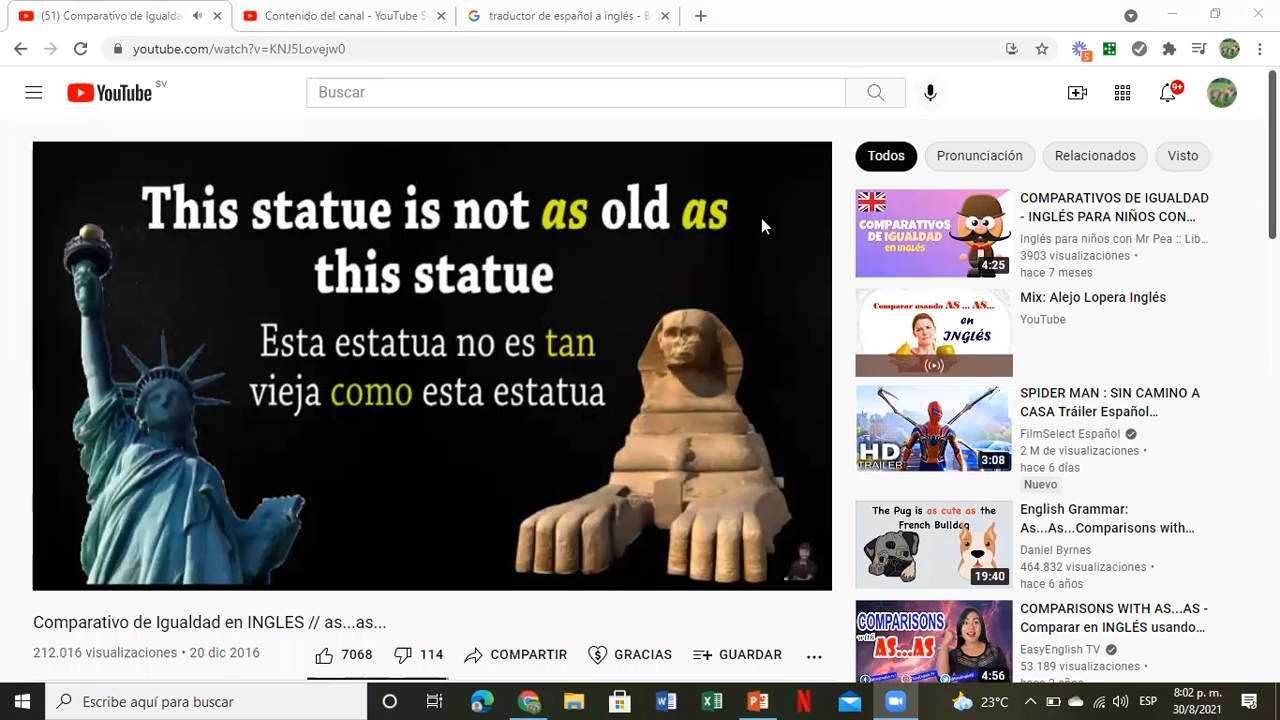 (51) Comparativo de Igualda
Contenido del canal - YouTube S
traductor de español a inglés - B
youtube.com/watch?v=KNJ5Lovejw0
5
YouTube SV
Buscar
9+
This statue is not as old as
this statue
Esta estatua no es tan
vieja como esta estatua
Comparativo de Igualdad en INGLES // as...as...
212.016 visualizaciones • 29 dic 2016
7068
114
COMPARTIR
GRACIAS
GUARDAR
Todos
Pronunciación
Relacionados
Visto
COMPARATIVOS
DE IGUALDAD
EN INGLÉS
4:25
COMPARATIVOS DE IGUALDAD
- INGLÉS PARA NIÑOS CON...
Inglés para niños con Mr Pea :: Lib...
3903 visualizaciones •
hace 7 meses
Comparar usando AS ... AS...
en
INGLÉS
Mix: Alejo Lopera Inglés
YouTube
HD
TRAILER
3:08
SPIDER MAN : SIN CAMINO A
CASA Tráiler Español...
FilmSelect Español
2 M de visualizaciones •
hace 6 días
Nuevo
The Pug is as cute as the
French Bulldog
19:40
English Grammar:
As...As...Comparisons with...
Daniel Byrnes
464.832 visualizaciones •
hace 6 años
COMPARISONS
with
AS...AS
4:56
COMPARISONS WITH AS...AS -
Comparar en INGLÉS usando...
EasyEnglish TV
53.189 visualizaciones •
Escribe aquí para buscar
23°C
ESP
8:02 p. m.
30/8/2021